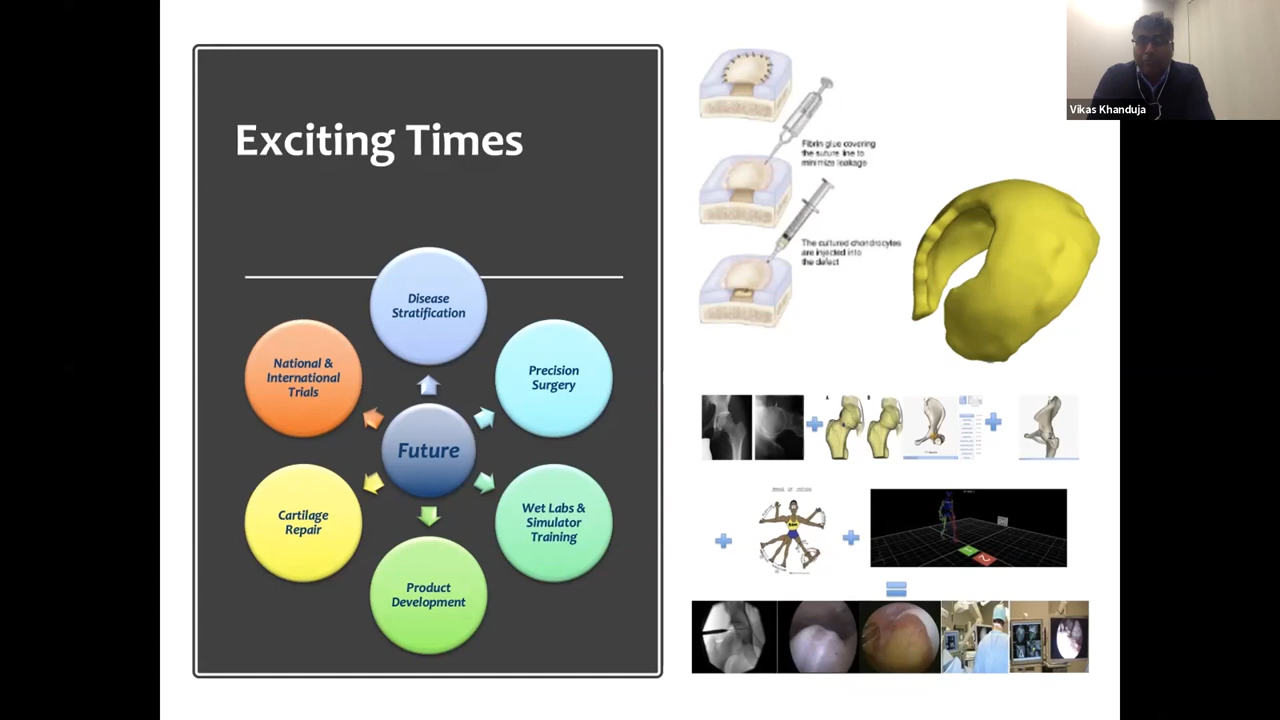 Exciting Times
Disease
Stratification
Precision
Surgery
Wet Labs &
Simulator
Training
Product
Development
Cartilage
Repair
National &
International
Trials
Future
Fibrin glue covering
the suture line to
minimize leakage
The cultured chondrocytes
are injected into
the defect
A
B
Vikas Khanduja